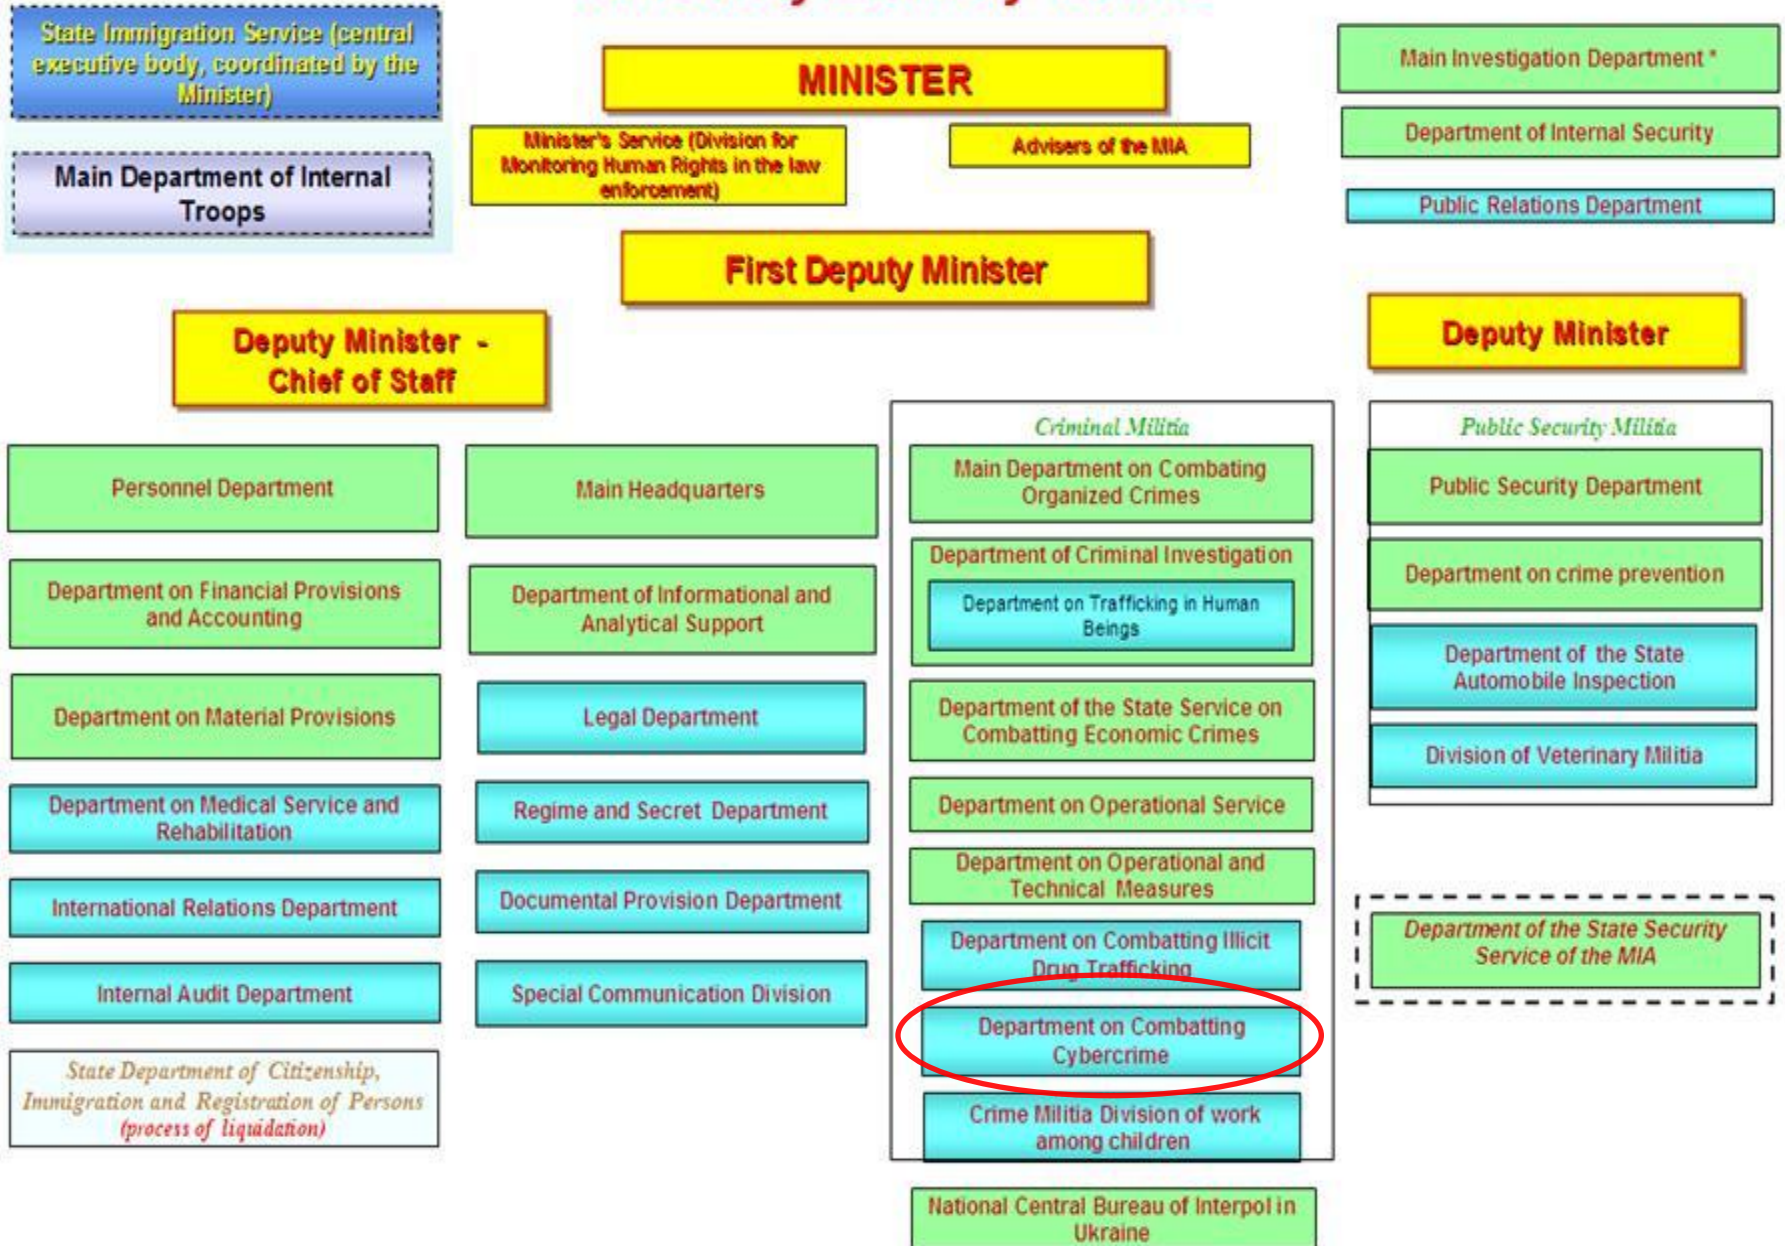 State Immigration Service (central
executive body, coordinated by the
Minister)
Main Department of Internal
Troops
MINISTER
Minister's Service (Division for
Monitoring Human Rights in the law
enforcement)
Advisers of the MIA
Main Investigation Department *
Department of Internal Security
Public Relations Department
First Deputy Minister
Deputy Minister -
Chief of Staff
Deputy Minister
Personnel Department
Department on Financial Provisions
and Accounting
Department on Material Provisions
Department on Medical Service and
Rehabilitation
International Relations Department
Internal Audit Department
State Department of Citizenship,
Immigration and Registration of Persons
(process of liquidation)
Main Headquarters
Department of Informational and
Analytical Support
Legal Department
Regime and Secret Department
Documental Provision Department
Special Communication Division
Criminal Militia
Main Department on Combating
Organized Crimes
Department of Criminal Investigation
Department on Trafficking in Human
Beings
Department of the State Service on
Combatting Economic Crimes
Department on Operational Service
Department on Operational and
Technical Measures
Department on Combatting Illicit
Drug Trafficking
Department on Combatting
Cybercrime
Crime Militia Division of work
among children
National Central Bureau of Interpol in
Ukraine
Public Security Militia
Public Security Department
Department on crime prevention
Department of the State
Automobile Inspection
Division of Veterinary Militia
Department of the State Security
Service of the MIA